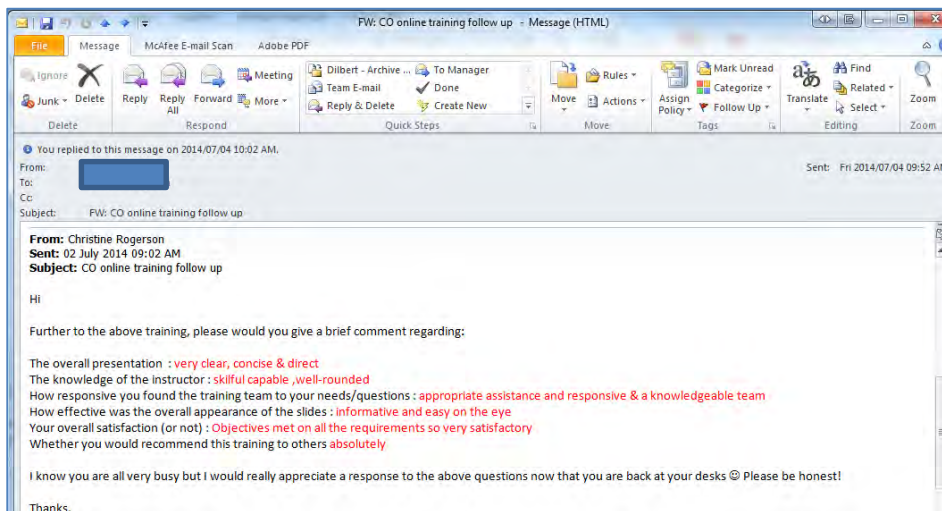 FW: CO online training follow up - Message (HTML)
File Message McAfee E-mail Scan Adobe PDF
Ignore
Junk
Delete
Reply
Reply All
Forward
Meeting
More
Dilbert - Archive ...
Team E-mail
Reply & Delete
To Manager
Done
Create New
Move
Rules
Actions
Assign Policy
Mark Unread
Categorize
Follow Up
Translate
Find
Related
Select
Zoom
Delete Respond Quick Steps Move Tags Editing Zoom
You replied to this message on 2014/07/04 10:02 AM.
From: Sent: Fri 2014/07/04 09:52 AM
To:
Cc:
Subject: FW: CO online training follow up
From: Christine Rogerson
Sent: 02 July 2014 09:02 AM
Subject: CO online training follow up
Hi
Further to the above training, please would you give a brief comment regarding:
The overall presentation : very clear, concise & direct
The knowledge of the instructor : skilful capable ,well-rounded
How responsive you found the training team to your needs/questions : appropriate assistance and responsive & a knowledgeable team
How effective was the overall appearance of the slides : informative and easy on the eye
Your overall satisfaction (or not) : Objectives met on all the requirements so very satisfactory
Whether you would recommend this training to others absolutely
I know you are all very busy but I would really appreciate a response to the above questions now that you are back at your desks ☺ Please be honest!
Thanks,